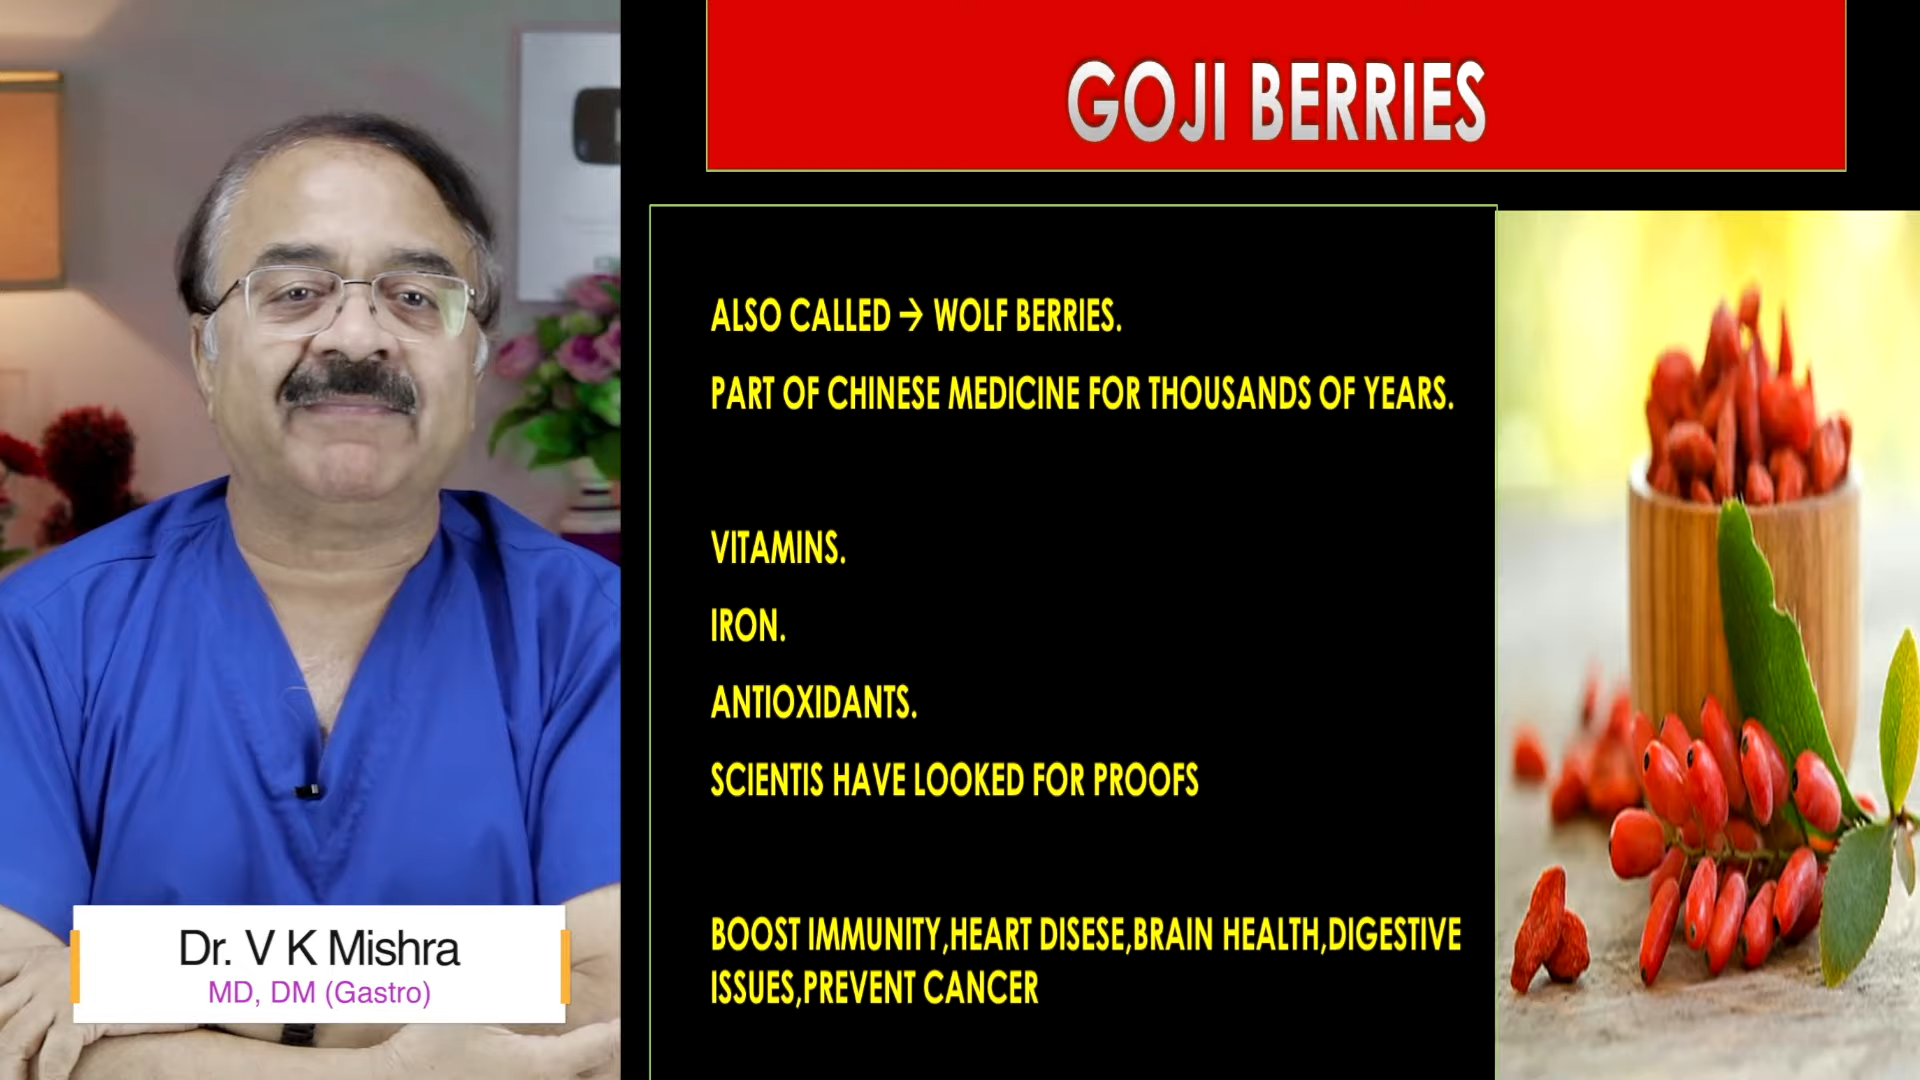 GOJI BERRIES
ALSO CALLED → WOLF BERRIES.
PART OF CHINESE MEDICINE FOR THOUSANDS OF YEARS.
VITAMINS.
IRON.
ANTIOXIDANTS.
SCIENTIS HAVE LOOKED FOR PROOFS
BOOST IMMUNITY,HEART DISESE,BRAIN HEALTH,DIGESTIVE
ISSUES,PREVENT CANCER
Dr. V K Mishra
MD, DM (Gastro)